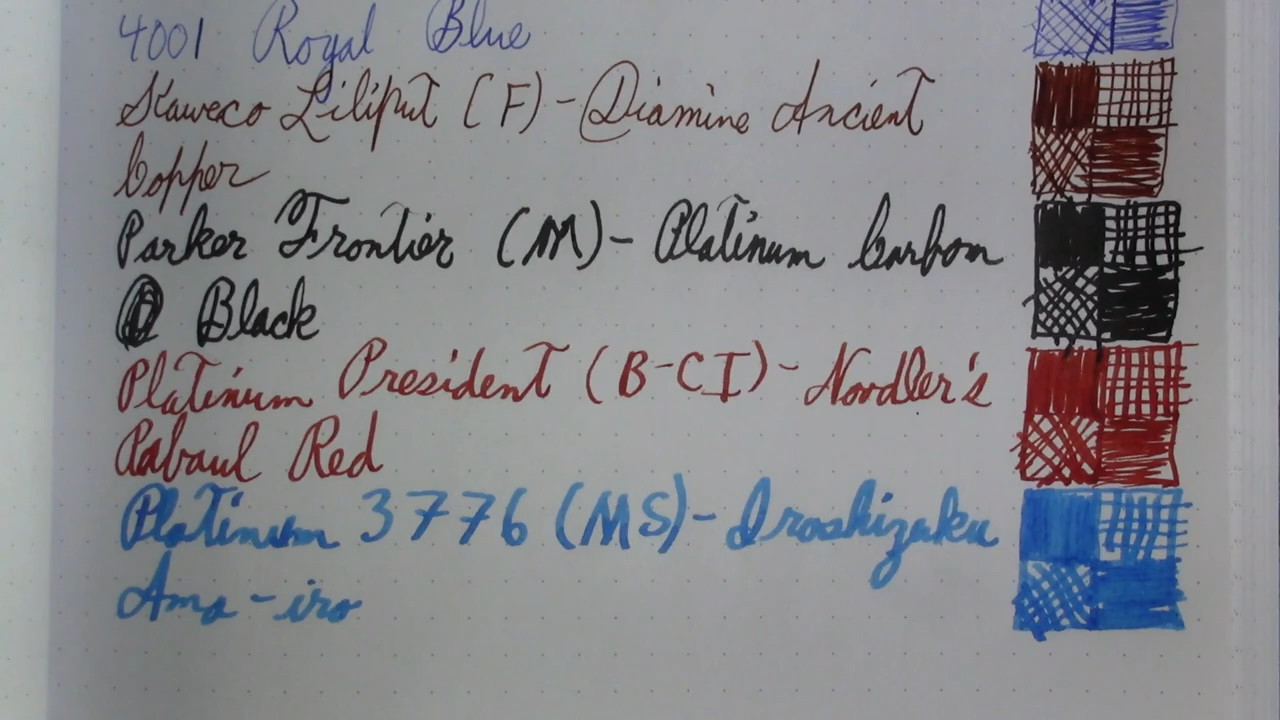 4001 Royal Blue
Kaweco Liliput (F) - Diamine Ancient
Copper
Parker Frontier (M) - Platinum Carbon
Black
Platinum President (B-CI) - Noodler's
Rabaul Red
Platinum 3776 (MS) - Iroshizuku
Ama-iro